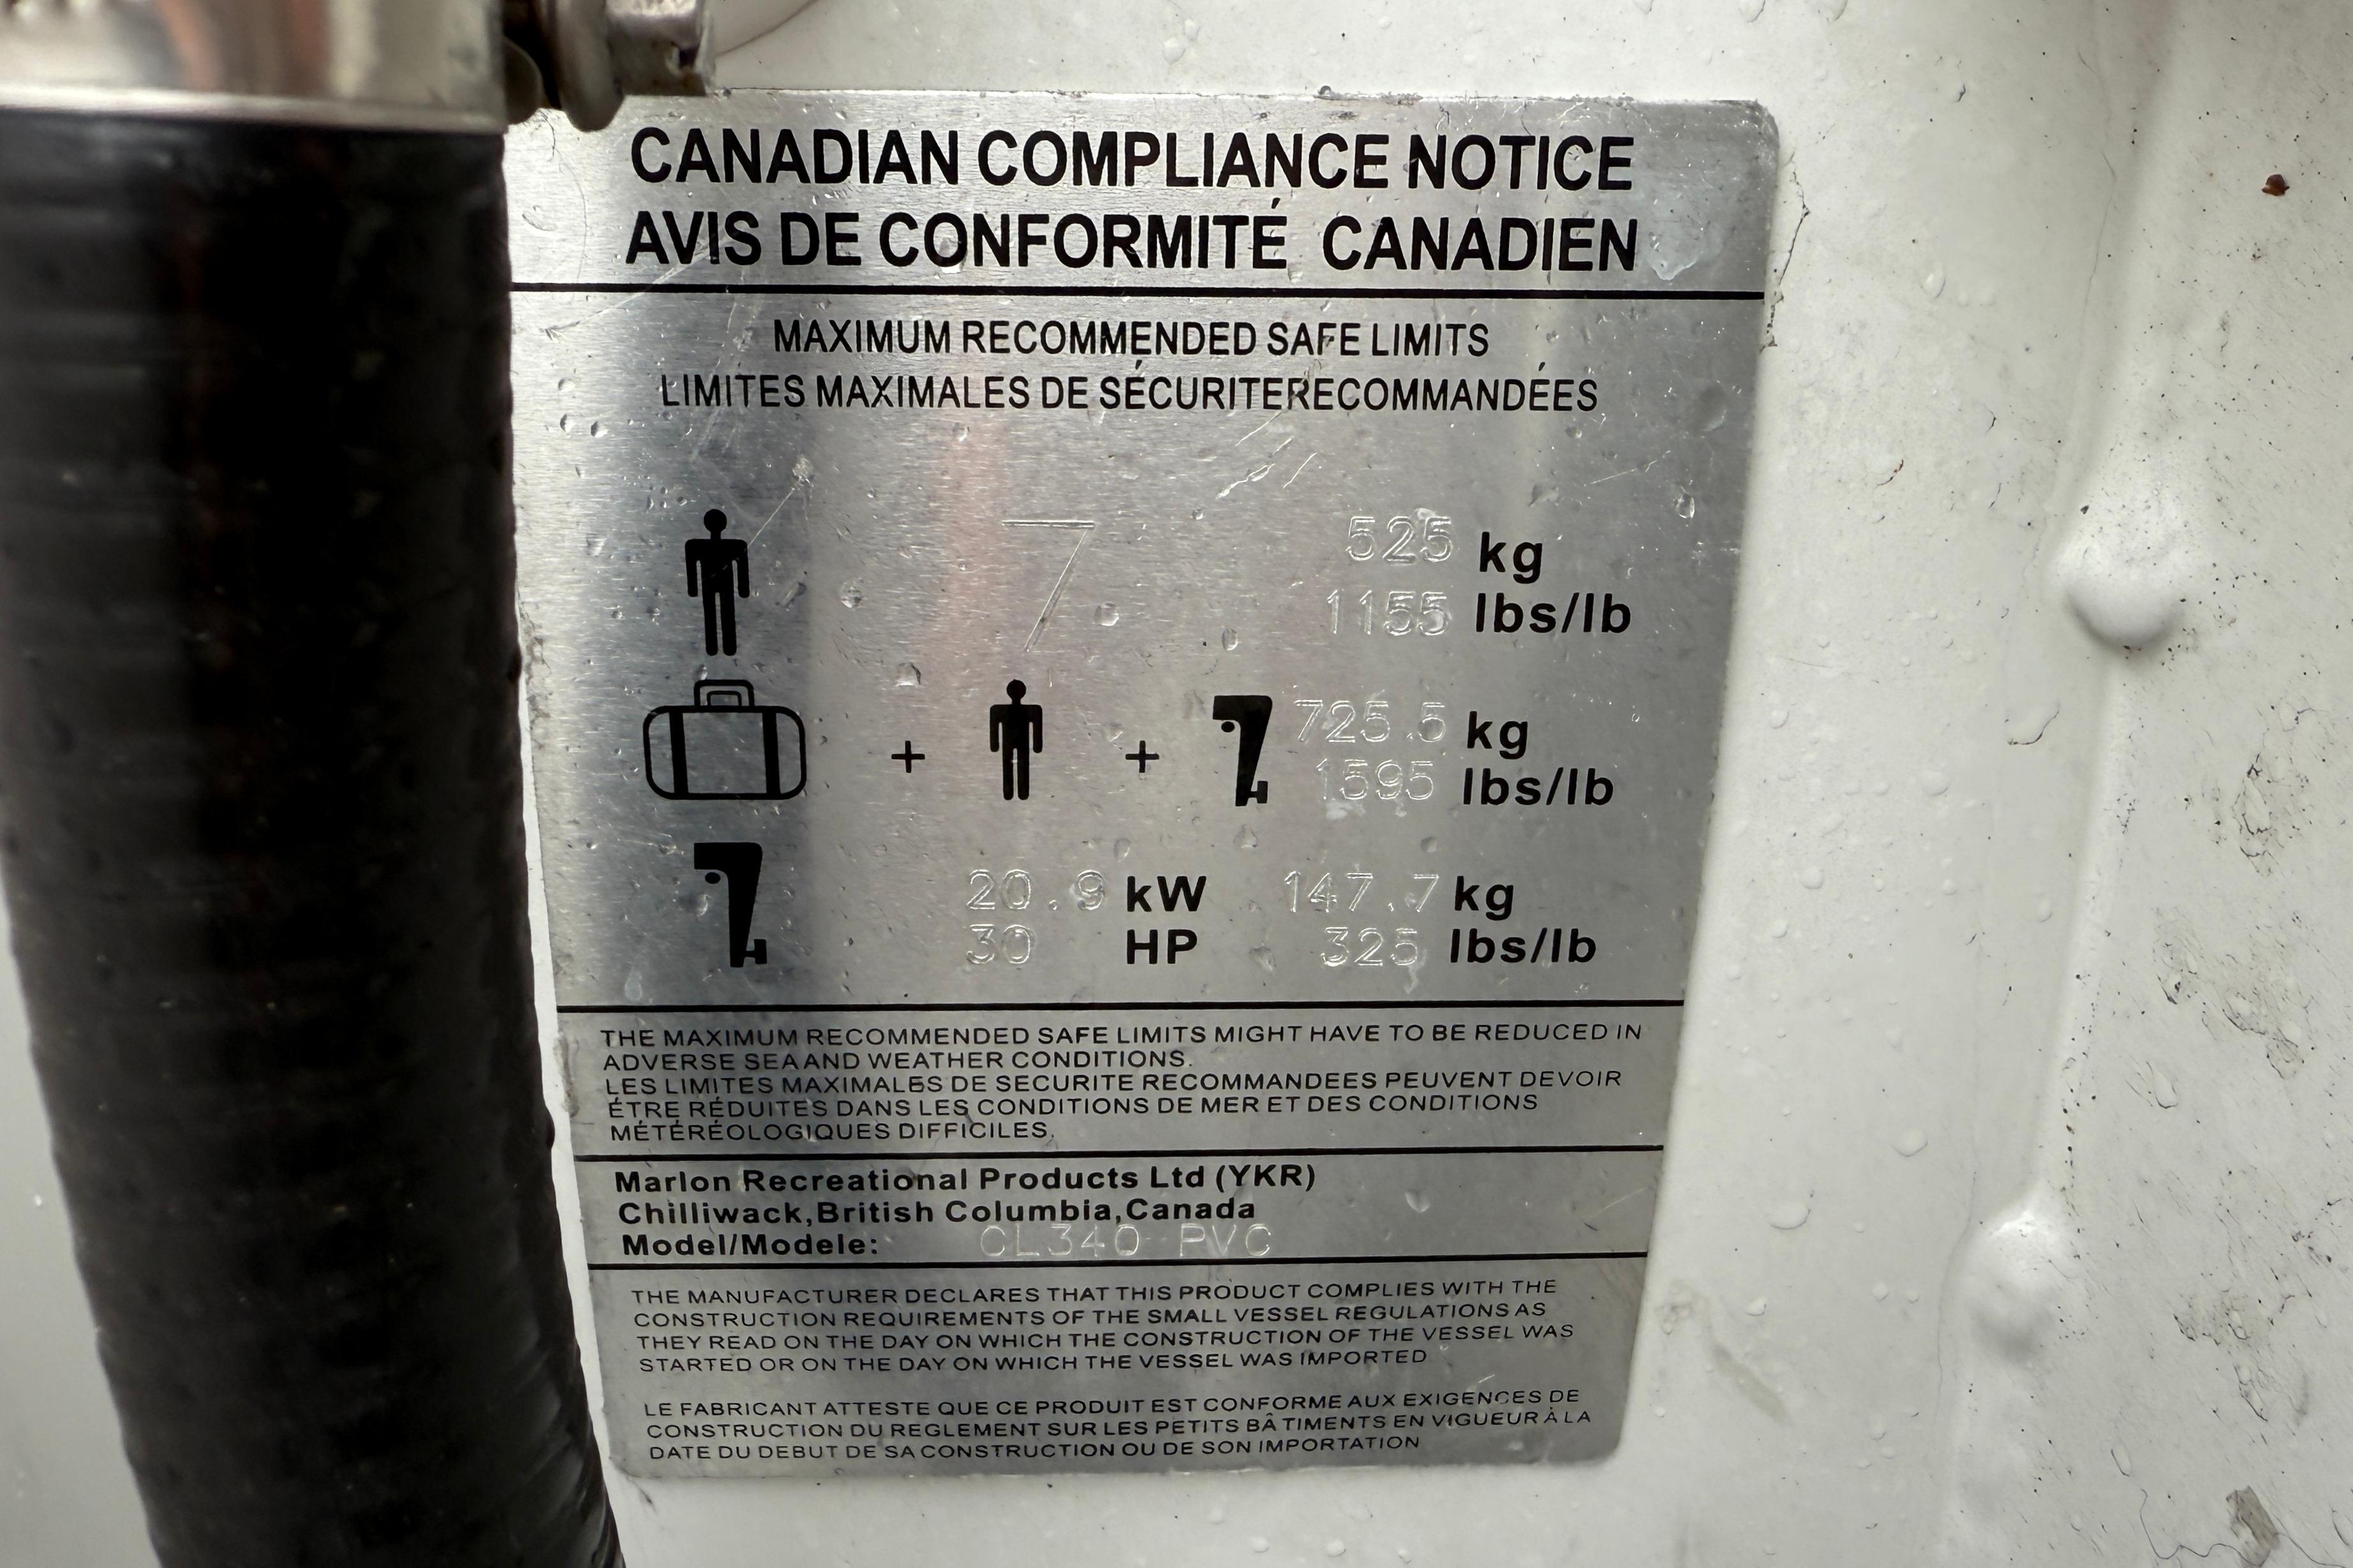 CANADIAN COMPLIANCE NOTICE
AVIS DE CONFORMITÉ CANADIEN
MAXIMUM RECOMMENDED SAFE LIMITS
LIMITES MAXIMALES DE SÉCURITERECOMMANDÉES
7 525 kg
1155 lbs/lb
+ + 725.5 kg
1595 lbs/lb
20.9 kW 147.7 kg
30 HP 325 lbs/lb
THE MAXIMUM RECOMMENDED SAFE LIMITS MIGHT HAVE TO BE REDUCED IN
ADVERSE SEA AND WEATHER CONDITIONS.
LES LIMITES MAXIMALES DE SECURITE RECOMMANDEES PEUVENT DEVOIR
ÉTRE RÉDUITES DANS LES CONDITIONS DE MER ET DES CONDITIONS
MÉTÉRÉOLOGIQUES DIFFICILES.
Marlon Recreational Products Ltd (YKR)
Chilliwack,British Columbia,Canada
Model/Modele: CL340 PVC
THE MANUFACTURER DECLARES THAT THIS PRODUCT COMPLIES WITH THE
CONSTRUCTION REQUIREMENTS OF THE SMALL VESSEL REGULATIONS AS
THEY READ ON THE DAY ON WHICH THE CONSTRUCTION OF THE VESSEL WAS
STARTED OR ON THE DAY ON WHICH THE VESSEL WAS IMPORTED
LE FABRICANT ATTESTE QUE CE PRODUIT EST CONFORME AUX EXIGENCES DE
CONSTRUCTION DU REGLEMENT SUR LES PETITS BÂTIMENTS EN VIGUEUR À LA
DATE DU DEBUT DE SA CONSTRUCTION OU DE SON IMPORTATION